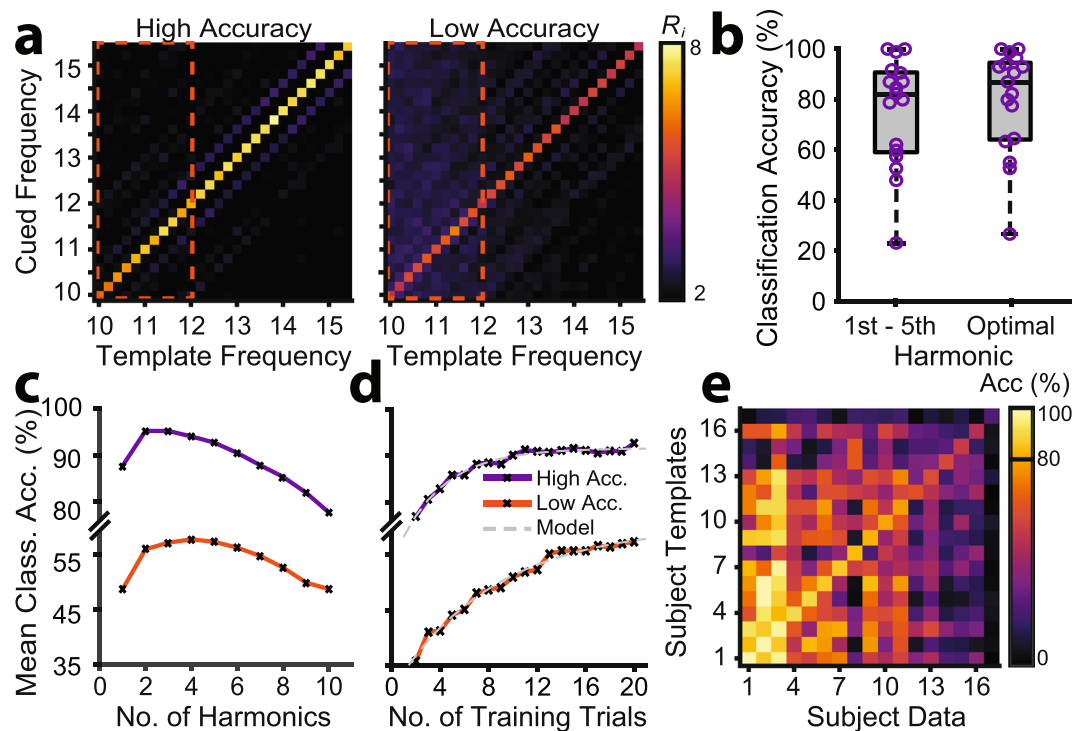 a
High Accuracy
Low Accuracy
Ri
8
2
Cued Frequency
15
14
13
12
11
10
10 11 12 13 14 15
Template Frequency
10 11 12 13 14 15
Template Frequency
b
Classification Accuracy (%)
100
80
60
40
20
0
1st - 5th
Optimal
Harmonic
c
Mean Class. Acc. (%)
100
90
80
55
45
35
0 2 4 6 8 10
No. of Harmonics
d
High Acc.
Low Acc.
Model
0 4 8 12 16 20
No. of Training Trials
e
Acc (%)
100
80
0
Subject Templates
16
13
10
7
4
1
1 4 7 10 13 16
Subject Data